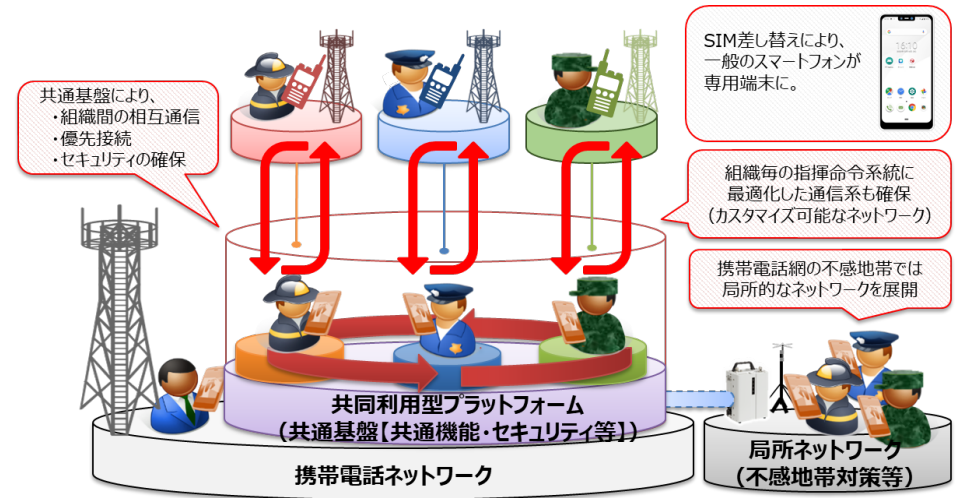 共通基盤により、
・組織間の相互通信
・優先接続
・セキュリティの確保
SIM差し替えにより、
一般のスマートフォンが
専用端末に。
16:10
組織毎の指揮命令系統に
最適化した通信系も確保
(カスタマイズ可能なネットワーク)
携帯電話網の不感地帯では
局所的なネットワークを展開
共同利用型プラットフォーム
(共通基盤【共通機能・セキュリティ等】)
携帯電話ネットワーク
局所ネットワーク
(不感地帯対策等)